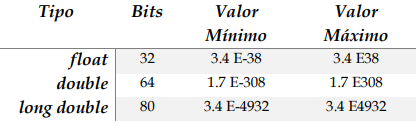 Tipo Bits Valor Valor
Mínimo Máximo
float 32 3.4 E-38 3.4 E38
double 64 1.7 E-308 1.7 E308
long double 80 3.4 E-4932 3.4 E4932